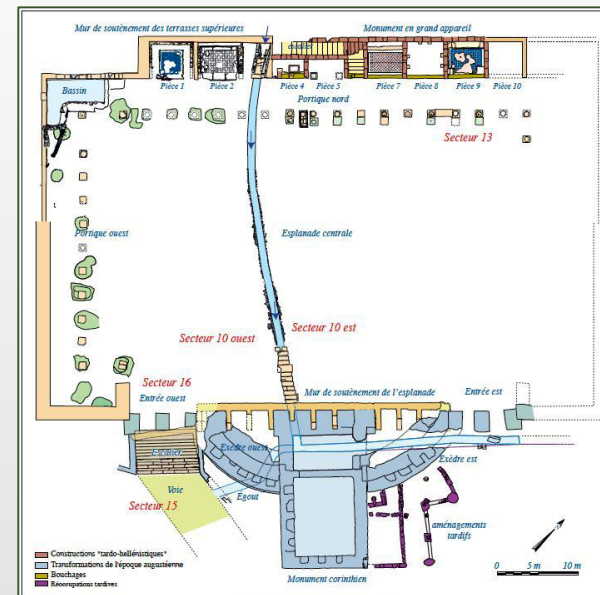 Mur de soutènement des terrasses supérieures
Monument en grand appareil
escalier
Bassin
Pièce 1
Pièce 2
Pièce 4
Pièce 5
Pièce 7
Pièce 8
Pièce 9
Pièce 10
Portique nord
Secteur 13
Portique ouest
Esplanade centrale
Secteur 10 ouest
Secteur 10 est
Secteur 16
Entrée ouest
Mur de soutènement de l'esplanade
Entrée est
Escalier
Exèdre ouest
Exèdre est
Voie
Egout
Secteur 15
aménagements
tardifs
Monument corinthien
Constructions "tardo-hellénistiques"
Transformations de l'époque augustéenne
Bouchages
Réoccupations tardives
0 5 m 10 m